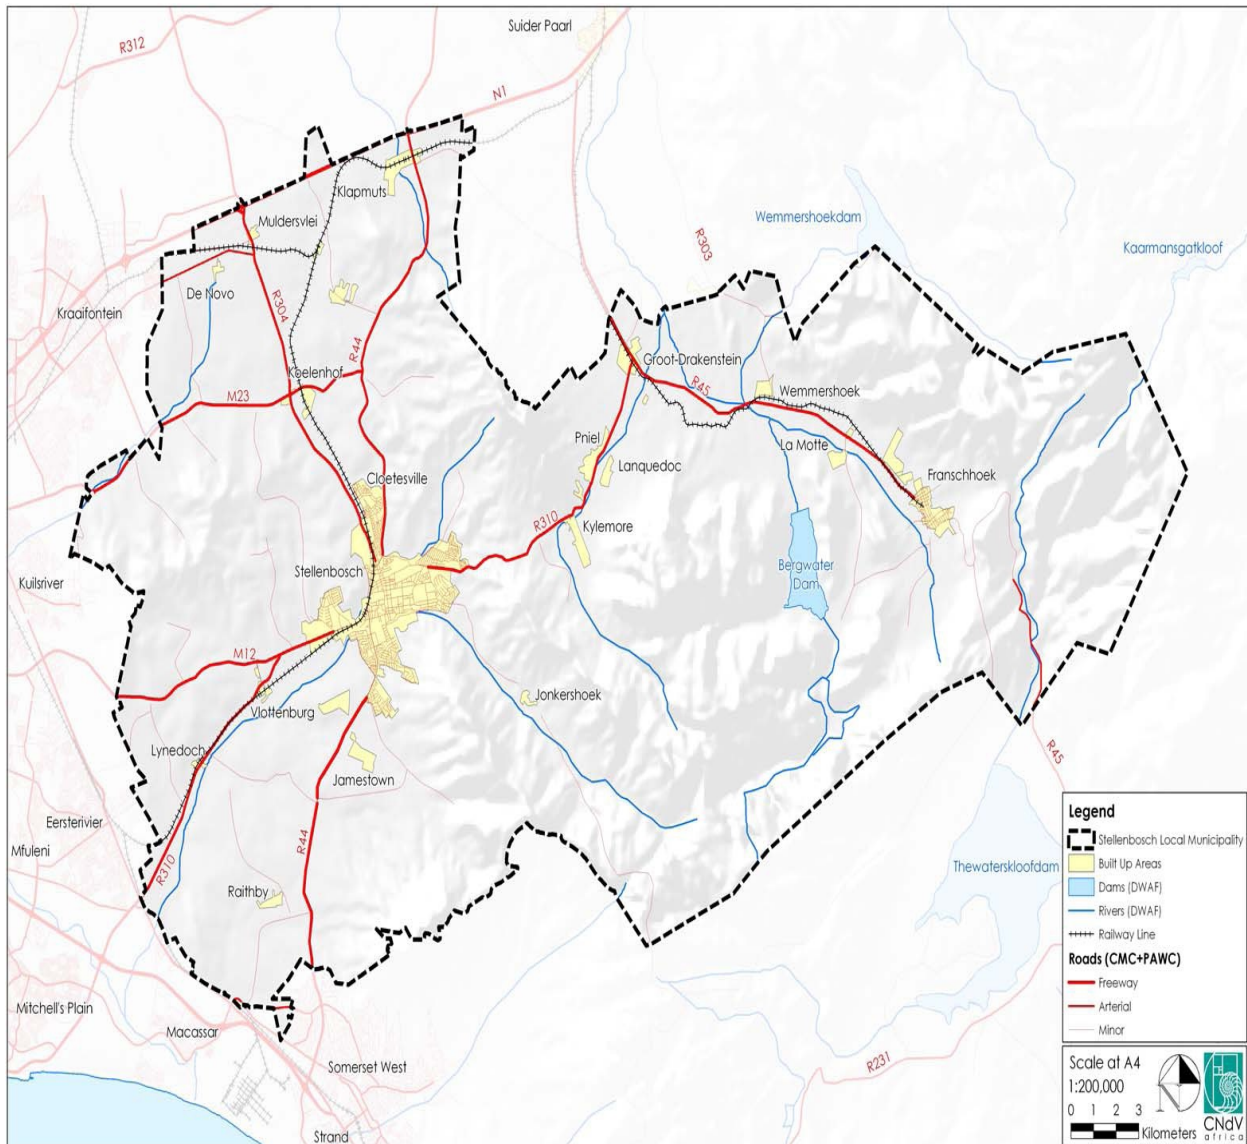 Suider Paarl
R312
N1
Klapmuts
Muldersvlei
Wemmershoekdam
R303
Kaarmansgatkloof
De Novo
Kraaifontein
R304
R44
Koelenhof
Groot-Drakenstein
R45
Wemmershoek
M23
Pniel
La Motte
Lanquedoc
Franschhoek
Cloetesville
R310
Kylemore
Stellenbosch
Bergwater
Dam
Kuilsriver
M12
Jonkershoek
Vlottenburg
Lynedoch
R45
Jamestown
Eersterivier
Mfuleni
R44
R310
Thewaterskloofdam
Raithby
Mitchell's Plain
Macassar
Somerset West
R231
Strand
Legend
Stellenbosch Local Municipality
Built Up Areas
Dams (DWAF)
Rivers (DWAF)
Railway Line
Roads (CMC+PAWC)
Freeway
Arterial
Minor
Scale at A4
1:200,000
0 1 2 3
Kilometers
N
CNdV
africa